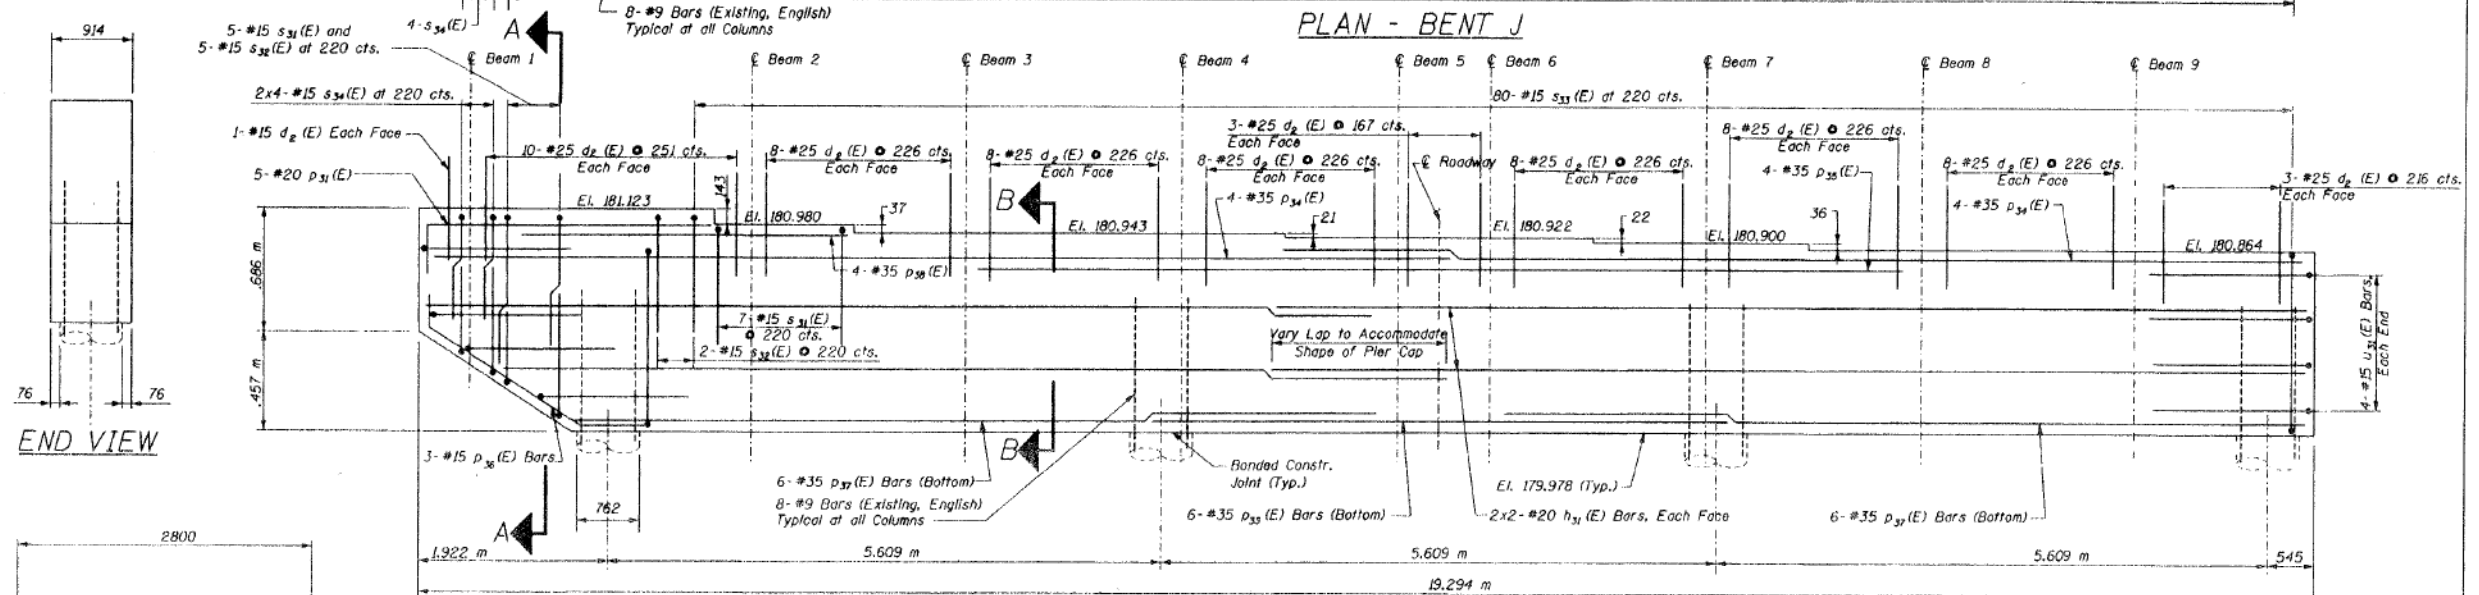 4- s34(E)
8- #9 Bars (Existing, English)
Typical at all Columns
PLAN - BENT J
914
5- #15 s31(E) and
5- #15 s32(E) at 220 cts.
A
℄ Beam 1
℄ Beam 2
℄ Beam 3
℄ Beam 4
℄ Beam 5
℄ Beam 6
℄ Beam 7
℄ Beam 8
℄ Beam 9
2x4- #15 s34(E) at 220 cts.
80- #15 s33(E) at 220 cts.
1- #15 d2 (E) Each Face
10- #25 d2 (E) @ 251 cts.
Each Face
8- #25 d2 (E) @ 226 cts.
Each Face
8- #25 d2 (E) @ 226 cts.
Each Face
3- #25 d2 (E) @ 167 cts.
Each Face
8- #25 d2 (E) @ 226 cts.
Each Face
℄ Roadway
8- #25 d2 (E) @ 226 cts.
Each Face
8- #25 d2 (E) @ 226 cts.
Each Face
8- #25 d2 (E) @ 226 cts.
Each Face
3- #25 d2 (E) @ 216 cts.
Each Face
5- #20 p31(E)
143
El. 181.123
El. 180.980
37
B
El. 180.943
4- #35 p34(E)
21
El. 180.922
22
4- #35 p35(E)
El. 180.900
36
4- #35 p34(E)
El. 180.864
4- #35 p38(E)
.686 m
.457 m
7- #15 s31(E)
@ 220 cts.
2- #15 s32(E) @ 220 cts.
Vary Lap to Accommodate
Shape of Pier Cap
4- #15 u31(E) Bars,
Each End
76
76
END VIEW
3- #15 p36(E) Bars
B
6- #35 p37(E) Bars (Bottom)
8- #9 Bars (Existing, English)
Typical at all Columns
Bonded Constr.
Joint (Typ.)
6- #35 p33(E) Bars (Bottom)
El. 179.978 (Typ.)
2x2- #20 h31(E) Bars, Each Face
6- #35 p37(E) Bars (Bottom)
762
A
2800
1.922 m
5.609 m
5.609 m
5.609 m
545
19.294 m